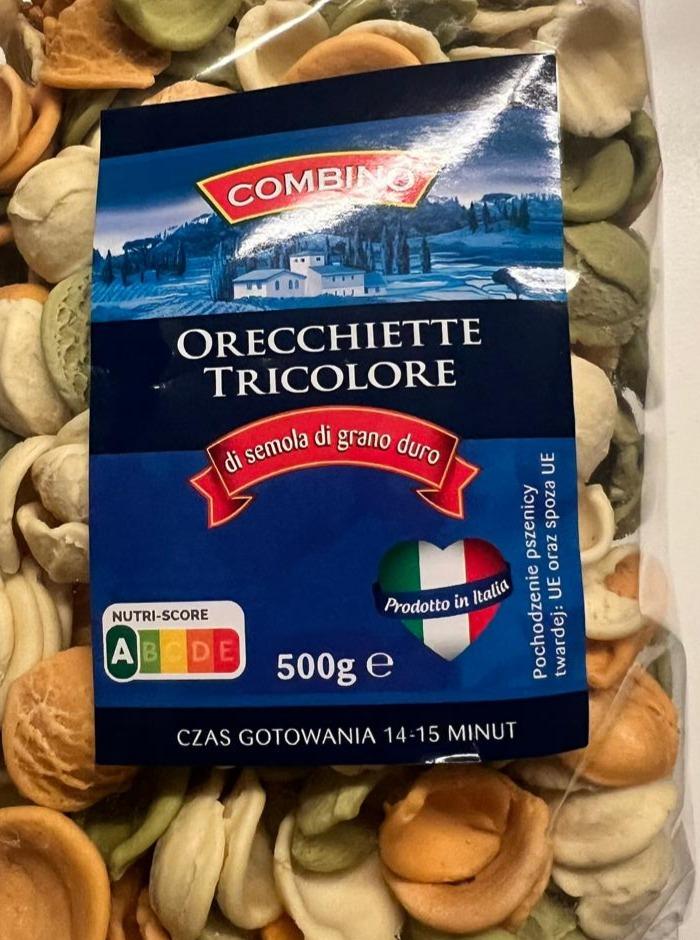 COMBINO
ORECCHIETTE
TRICOLORE
di semola di grano duro
Prodotto in Italia
Pochodzenie pszenicy
twardej: UE oraz spoza UE
NUTRI-SCORE
A B C D E
500g ℮
CZAS GOTOWANIA 14-15 MINUT